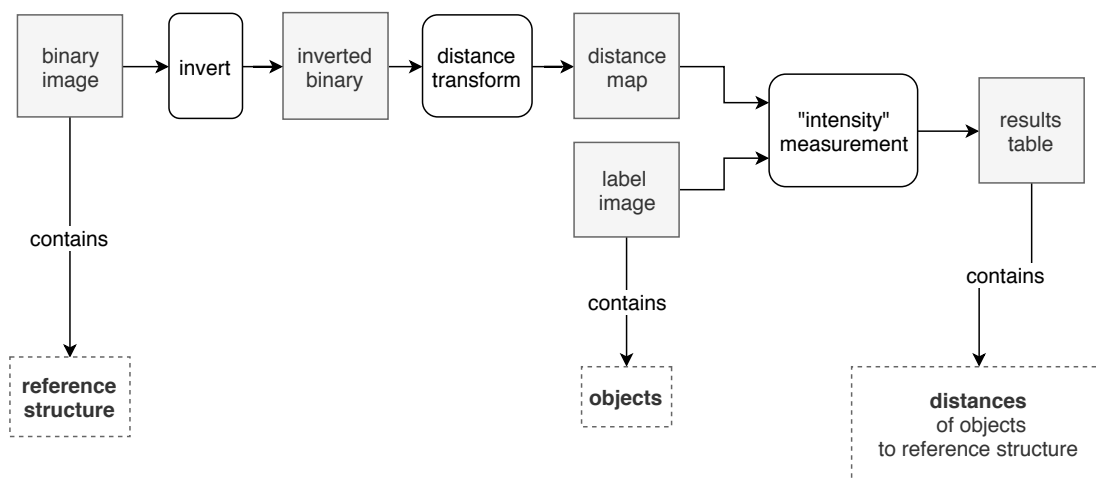 binary
image
invert
inverted
binary
distance
transform
distance
map
"intensity"
measurement
results
table
label
image
contains
contains
contains
reference
structure
objects
distances
of objects
to reference structure